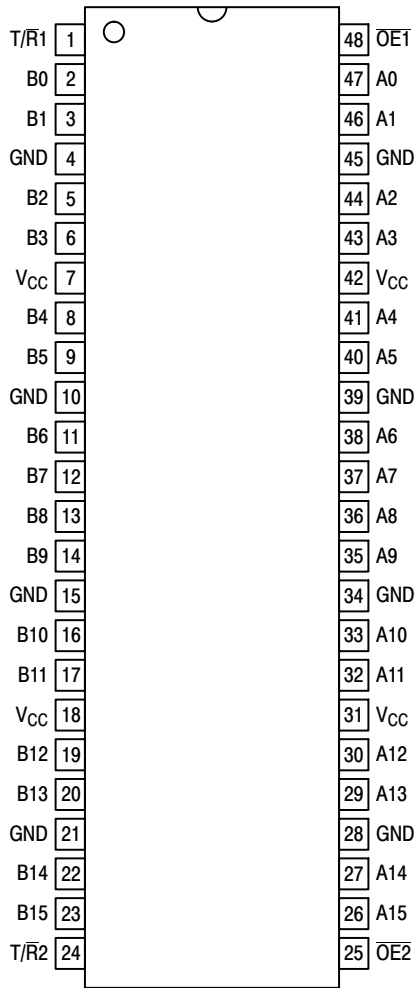 T/R̅1 1 48 O̅E̅1̅
B0 2 47 A0
B1 3 46 A1
GND 4 45 GND
B2 5 44 A2
B3 6 43 A3
VCC 7 42 VCC
B4 8 41 A4
B5 9 40 A5
GND 10 39 GND
B6 11 38 A6
B7 12 37 A7
B8 13 36 A8
B9 14 35 A9
GND 15 34 GND
B10 16 33 A10
B11 17 32 A11
VCC 18 31 VCC
B12 19 30 A12
B13 20 29 A13
GND 21 28 GND
B14 22 27 A14
B15 23 26 A15
T/R̅2 24 25 O̅E̅2̅